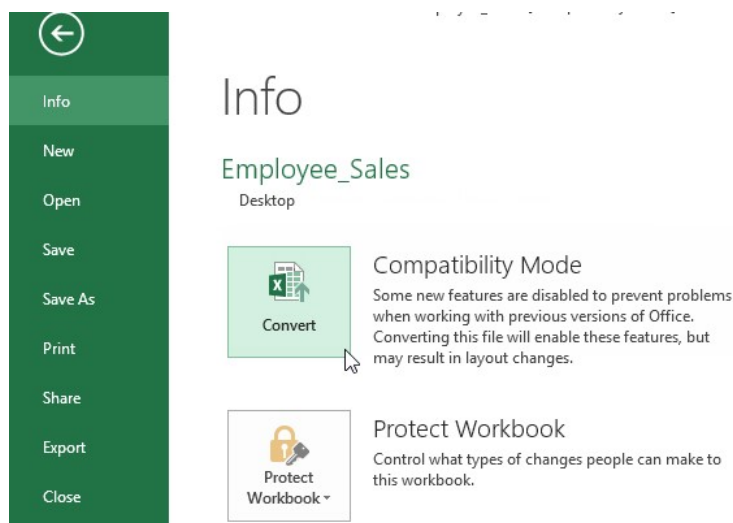 Info
New
Open
Save
Save As
Print
Share
Export
Close
Info
Employee_Sales
Desktop
Convert
Compatibility Mode
Some new features are disabled to prevent problems
when working with previous versions of Office.
Converting this file will enable these features, but
may result in layout changes.
Protect
Workbook
Protect Workbook
Control what types of changes people can make to
this workbook.